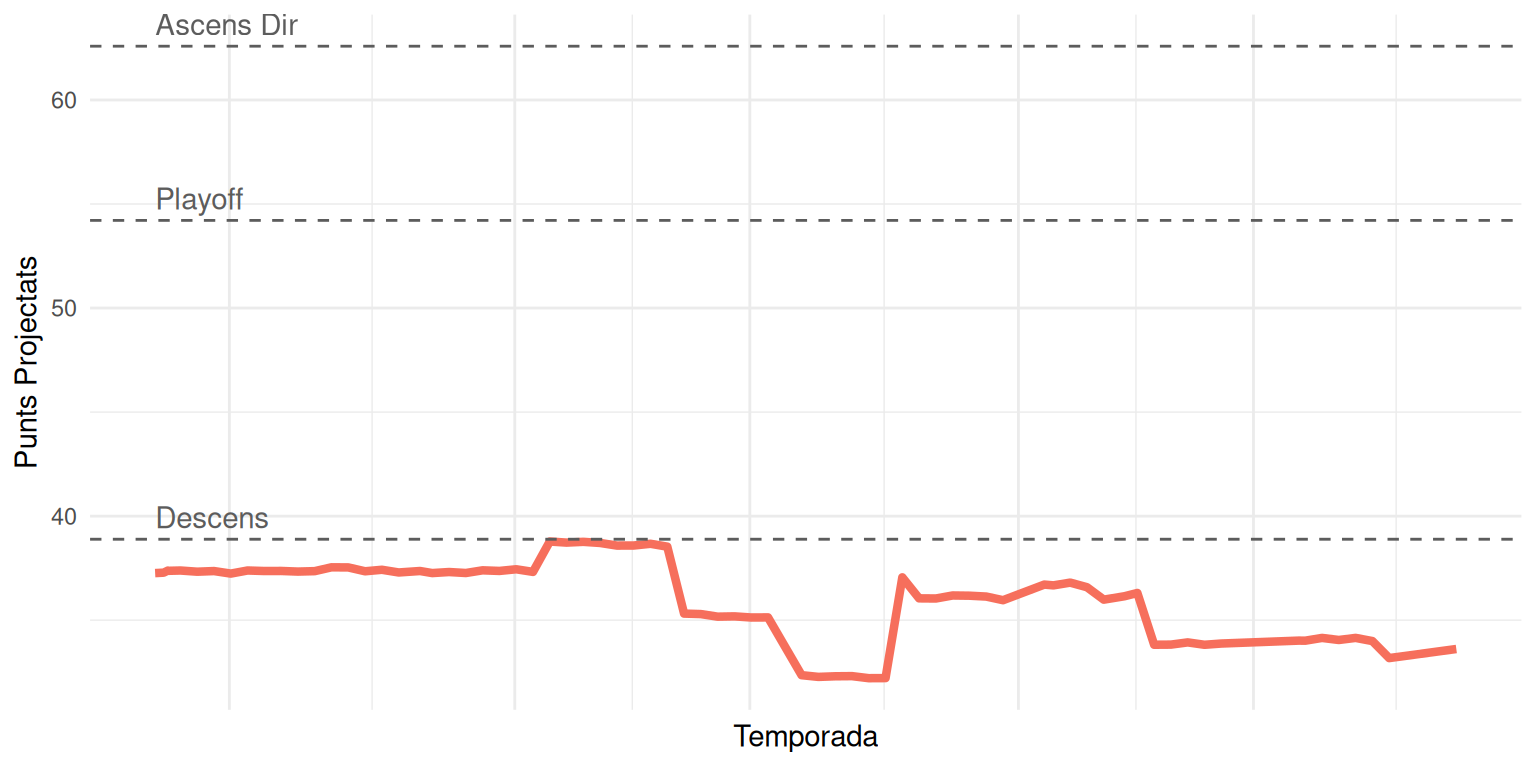 Ascens Dir
60
Playoff
50
Punts Projectats
40
Descens
Temporada